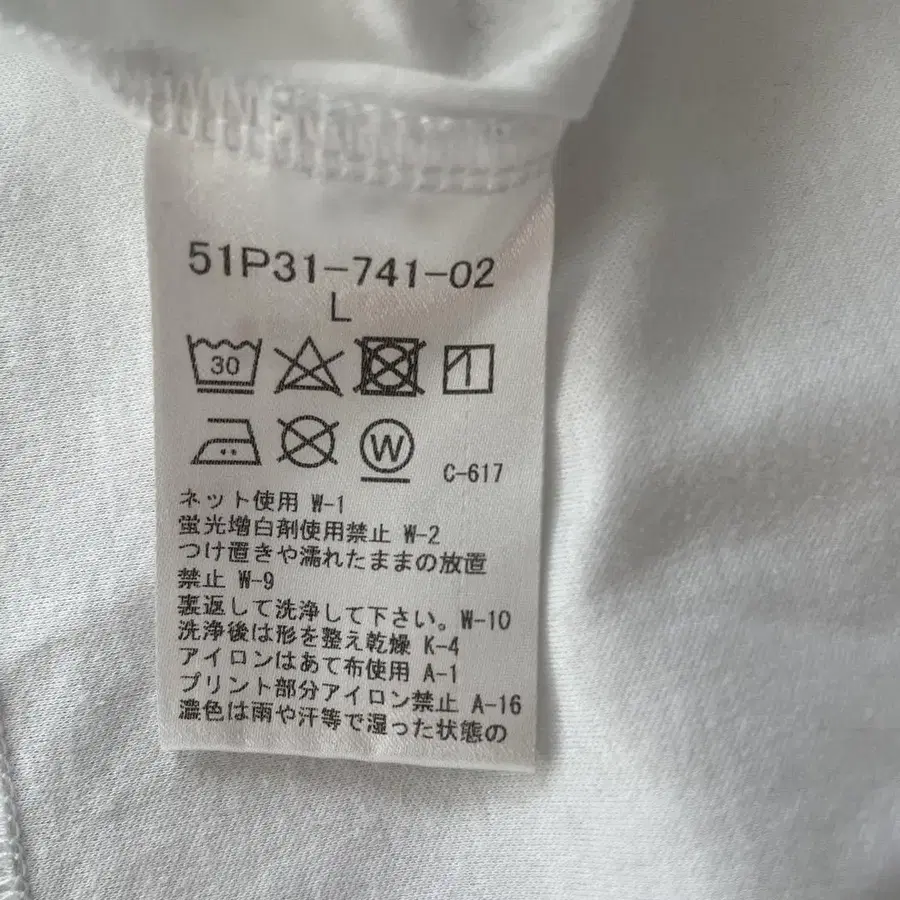 51P31-741-02
L
30
W
C-617
ネット使用 W-1
蛍光増白剤使用禁止 W-2
つけ置きや濡れたままの放置
禁止 W-9
裏返して洗浄して下さい。W-10
洗浄後は形を整え乾燥 K-4
アイロンはあて布使用 A-1
プリント部分アイロン禁止 A-16
濃色は雨や汗等で湿った状態の